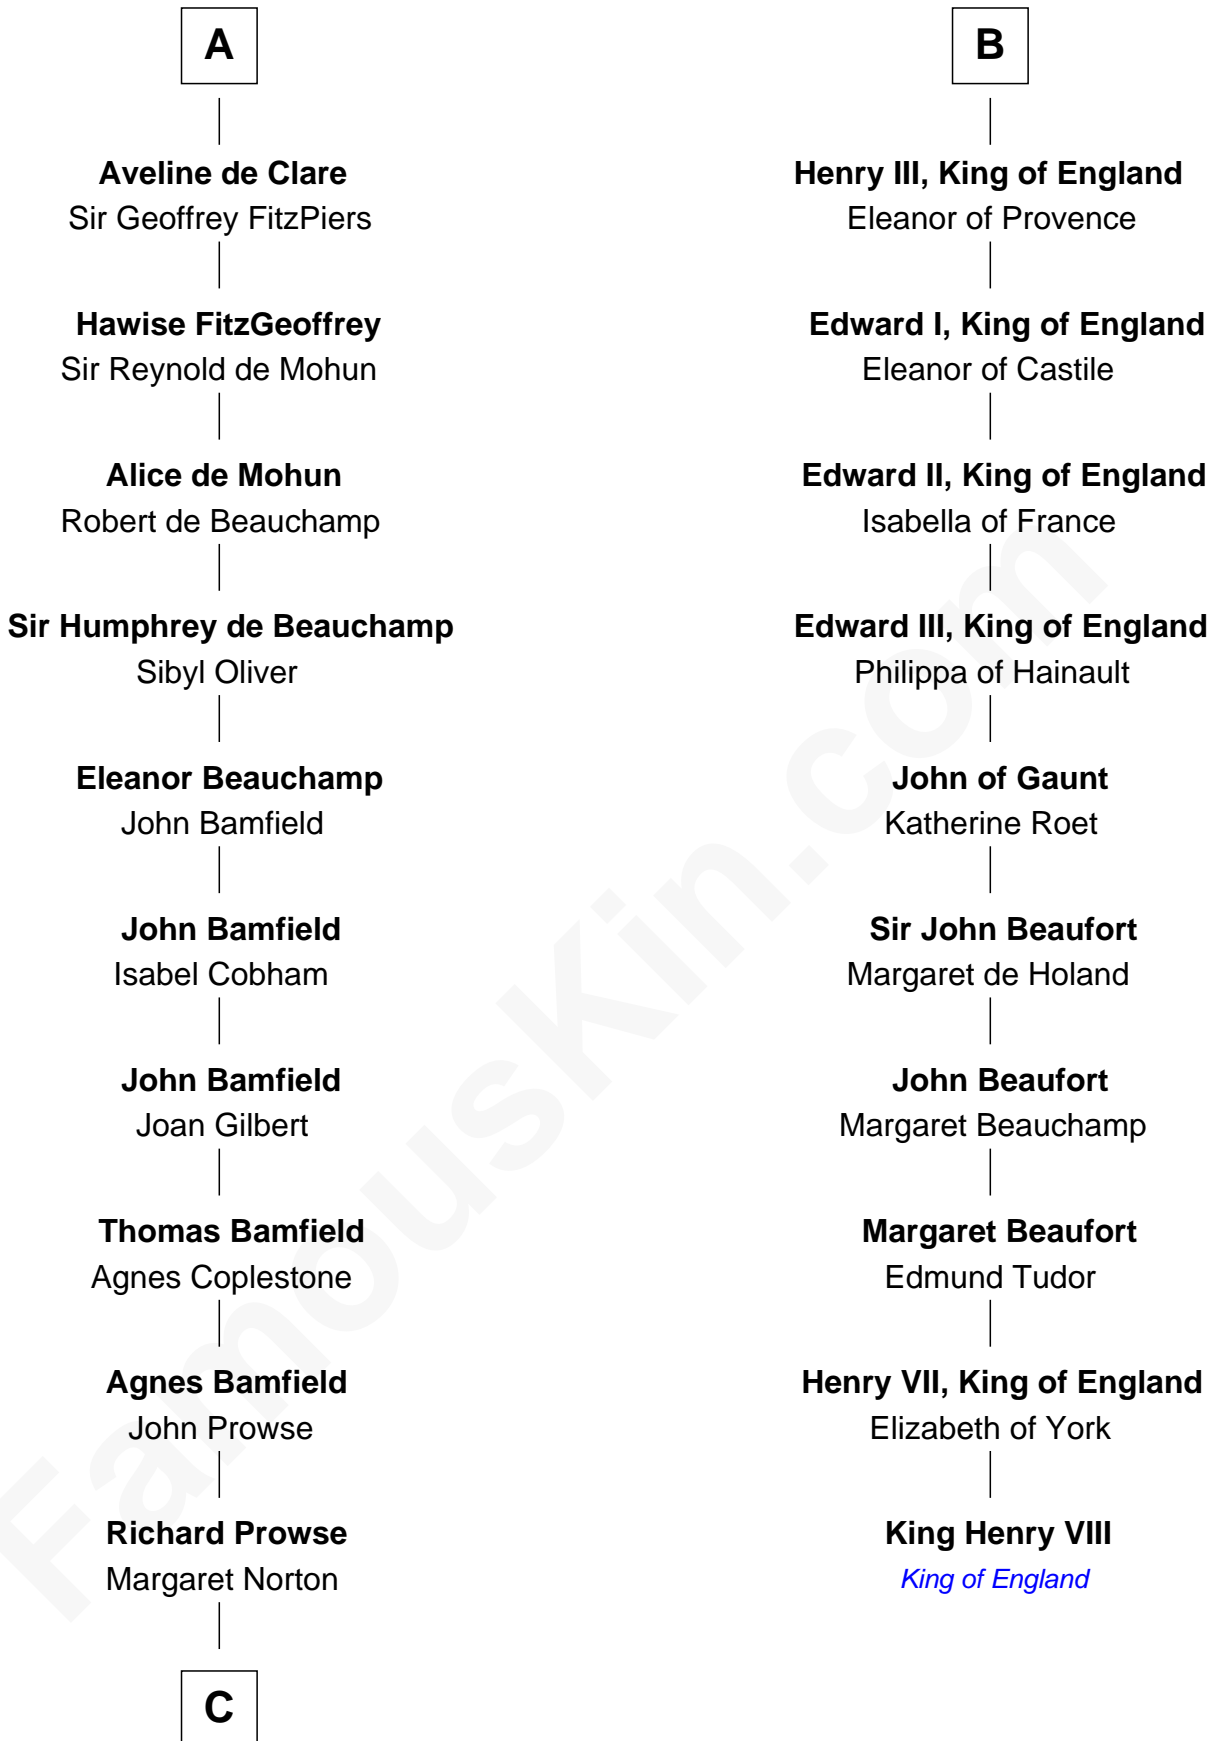 A
Aveline de Clare
Sir Geoffrey FitzPiers
Hawise FitzGeoffrey
Sir Reynold de Mohun
Alice de Mohun
Robert de Beauchamp
Sir Humphrey de Beauchamp
Sibyl Oliver
Eleanor Beauchamp
John Bamfield
John Bamfield
Isabel Cobham
John Bamfield
Joan Gilbert
Thomas Bamfield
Agnes Coplestone
Agnes Bamfield
John Prowse
Richard Prowse
Margaret Norton
C
B
Henry III, King of England
Eleanor of Provence
Edward I, King of England
Eleanor of Castile
Edward II, King of England
Isabella of France
Edward III, King of England
Philippa of Hainault
John of Gaunt
Katherine Roet
Sir John Beaufort
Margaret de Holand
John Beaufort
Margaret Beauchamp
Margaret Beaufort
Edmund Tudor
Henry VII, King of England
Elizabeth of York
King Henry VIII
King of England
FamousKin.com